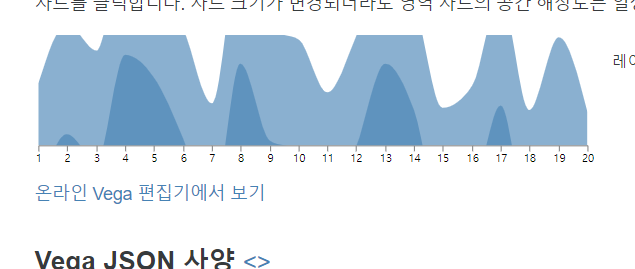 차트를 클릭합니다. 차트 크기가 변경되더라도 영역 차트의 공간 해상도는
레이
1 2 3 4 5 6 7 8 9 10 11 12 13 14 15 16 17 18 19 20
온라인 Vega 편집기에서 보기
Vega JSON 사양 <>